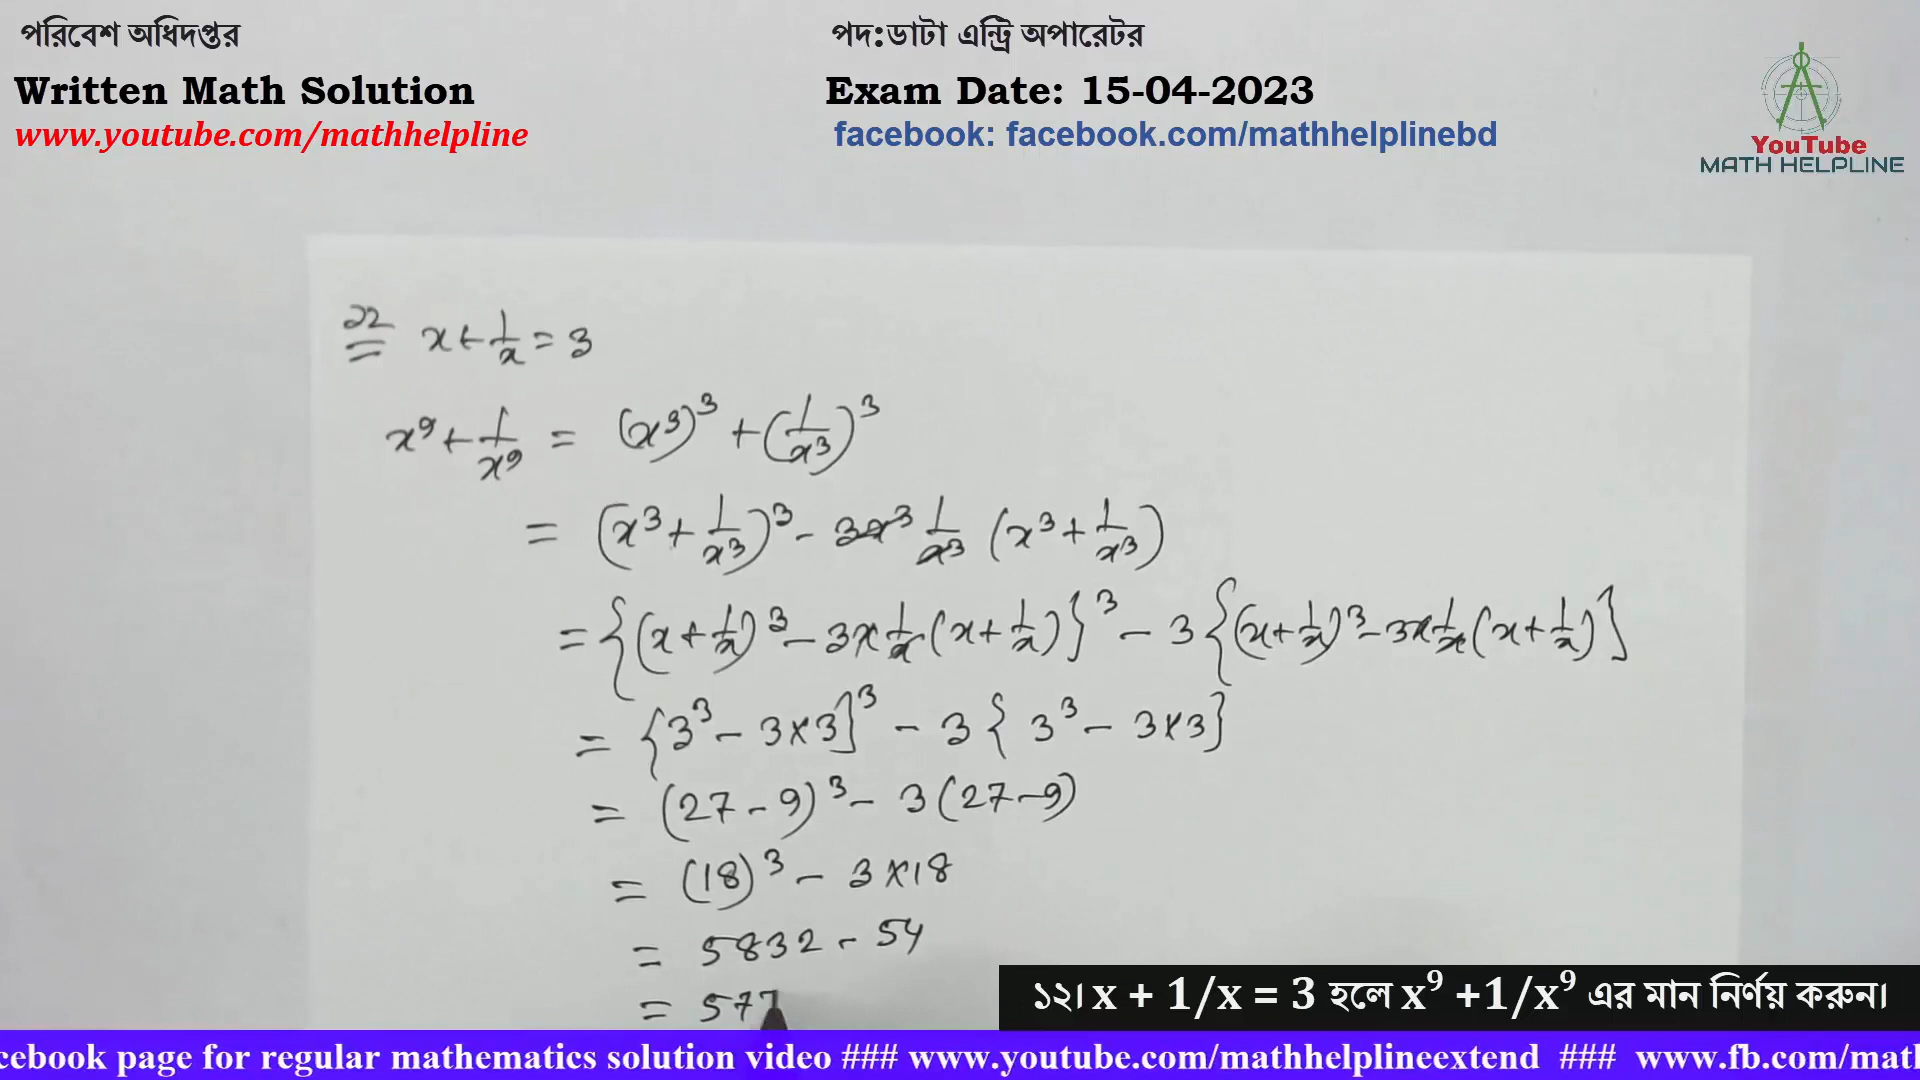 পরিবেশ অধিদপ্তর
পদ:ডাটা এন্ট্রি অপারেটর
Written Math Solution
Exam Date: 15-04-2023
www.youtube.com/mathhelpline
facebook: facebook.com/mathhelplinebd
YouTube
MATH HELPLINE
১২ x + 1/x = 3
x⁹ + 1/x⁹ = (x³)³ + (1/x³)³
= (x³ + 1/x³)³ - 3x³ 1/x³ (x³ + 1/x³)
= {(x + 1/x)³ - 3x 1/x (x + 1/x)}³ - 3{(x + 1/x)³ - 3x 1/x (x + 1/x)}
= {3³ - 3×3}³ - 3{3³ - 3×3}
= (27 - 9)³ - 3(27 - 9)
= (18)³ - 3×18
= 5832 - 54
= 577
১২। x + 1/x = 3 হলে x⁹ +1/x⁹ এর মান নির্ণয় করুন।
cebook page for regular mathematics solution video ### www.youtube.com/mathhelplineextend ### www.fb.com/math